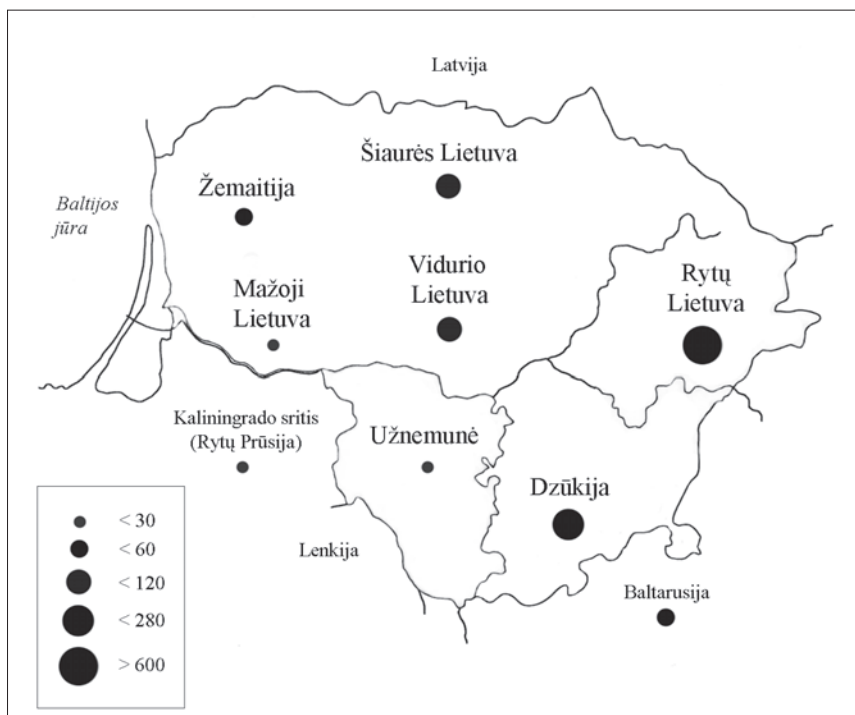 Latvija
Šiaurės Lietuva
Žemaitija
Baltijos
jūra
Vidurio
Lietuva
Rytų
Lietuva
Mažoji
Lietuva
Kaliningrado sritis
(Rytų Prūsija)
Užnemunė
Dzūkija
Lenkija
Baltarusija
< 30
< 60
< 120
< 280
> 600